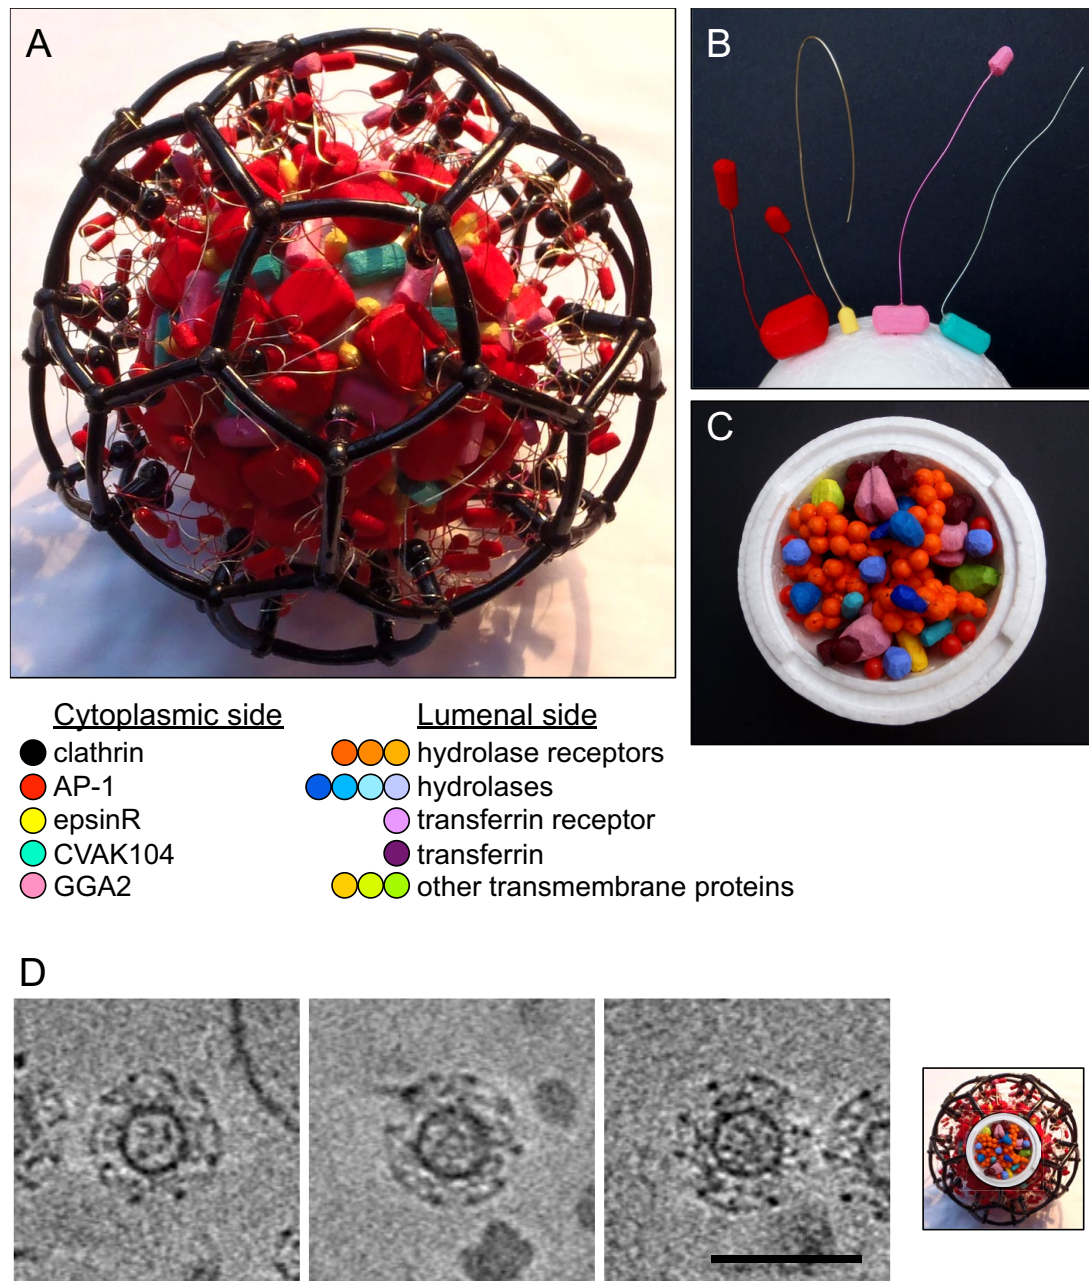 A
B
C
Cytoplasmic side
clathrin
AP-1
epsinR
CVAK104
GGA2
Lumenal side
hydrolase receptors
hydrolases
transferrin receptor
transferrin
other transmembrane proteins
D